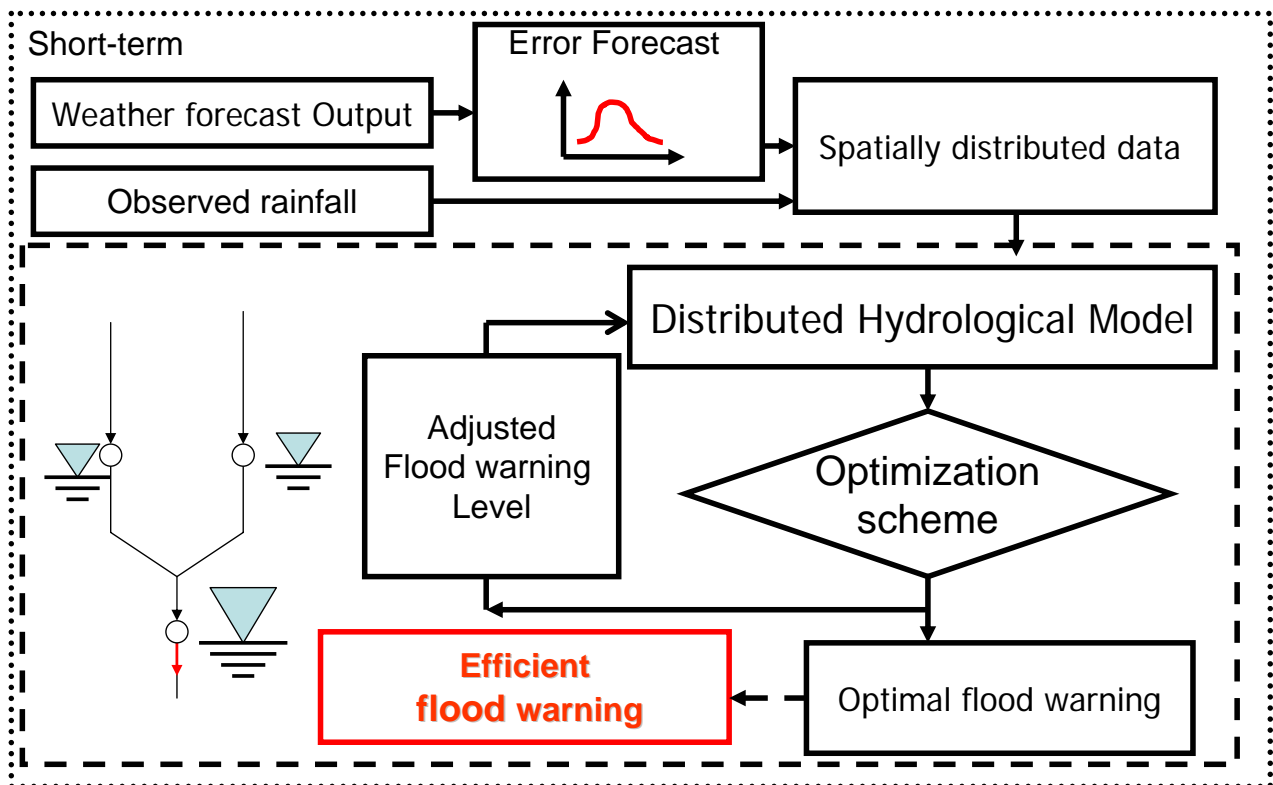 Short-term
Error Forecast
Weather forecast Output
Spatially distributed data
Observed rainfall
Distributed Hydrological Model
Adjusted
Flood warning
Level
Optimization
scheme
Efficient
flood warning
Optimal flood warning